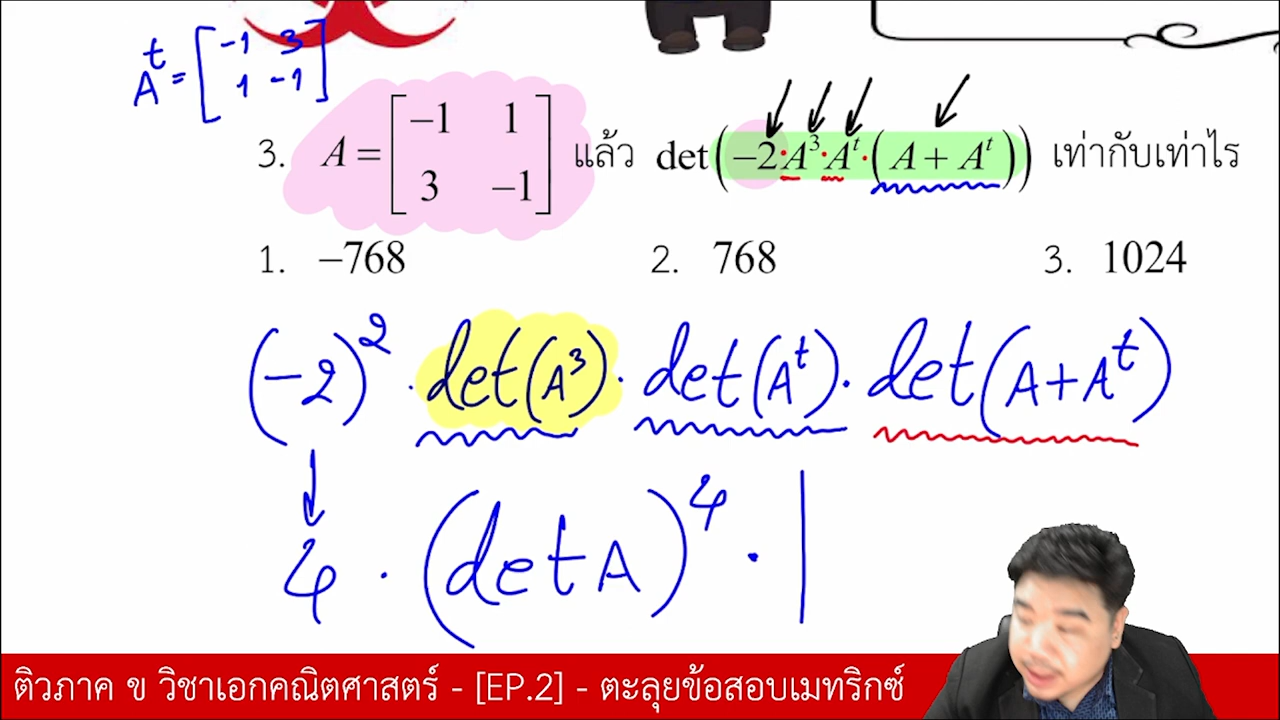 A^t = [ -1 3 ; 1 -1 ]
3. A = [ −1 1 ; 3 −1 ] แล้ว det(−2·A³·Aᵗ·(A + Aᵗ)) เท่ากับเท่าไร
1. −768 2. 768 3. 1024
(-2)² · det(A³) · det(Aᵗ) · det(A+Aᵗ)
4 · (det A)⁴ · |
ติวภาค ข วิชาเอกคณิตศาสตร์ - [EP.2] - ตะลุยข้อสอบเมทริกซ์